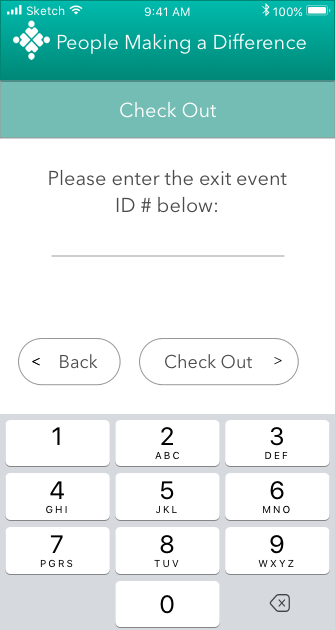 Sketch 9:41 AM 100%
People Making a Difference
Check Out
Please enter the exit event
ID # below:
< Back Check Out >
1 2 3
ABC DEF
4 5 6
GHI JKL MNO
7 8 9
PQRS TUV WXYZ
0